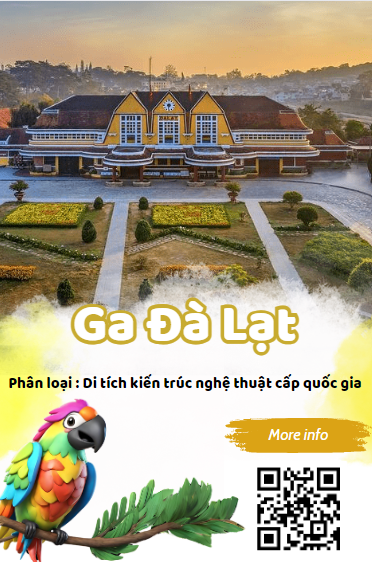 Ga Đà Lạt
Phân loại : Di tích kiến trúc nghệ thuật cấp quốc gia
More info